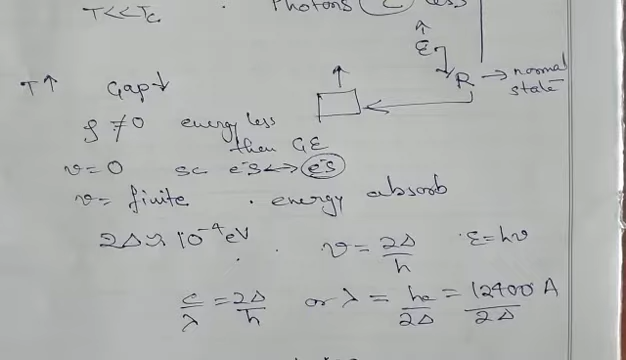 T<<Tc . Photons C less
ε
R → normal state
T↑ Gap↓
ρ ≠ 0 energy less
then GE
ν = 0 sc e's ↔ e's
ν = finite . energy absorb
2Δ ≈ 10⁻⁴ eV ν = 2Δ/h ε = hν
c/λ = 2Δ/h or λ = hc/2Δ = 12400 A/2Δ